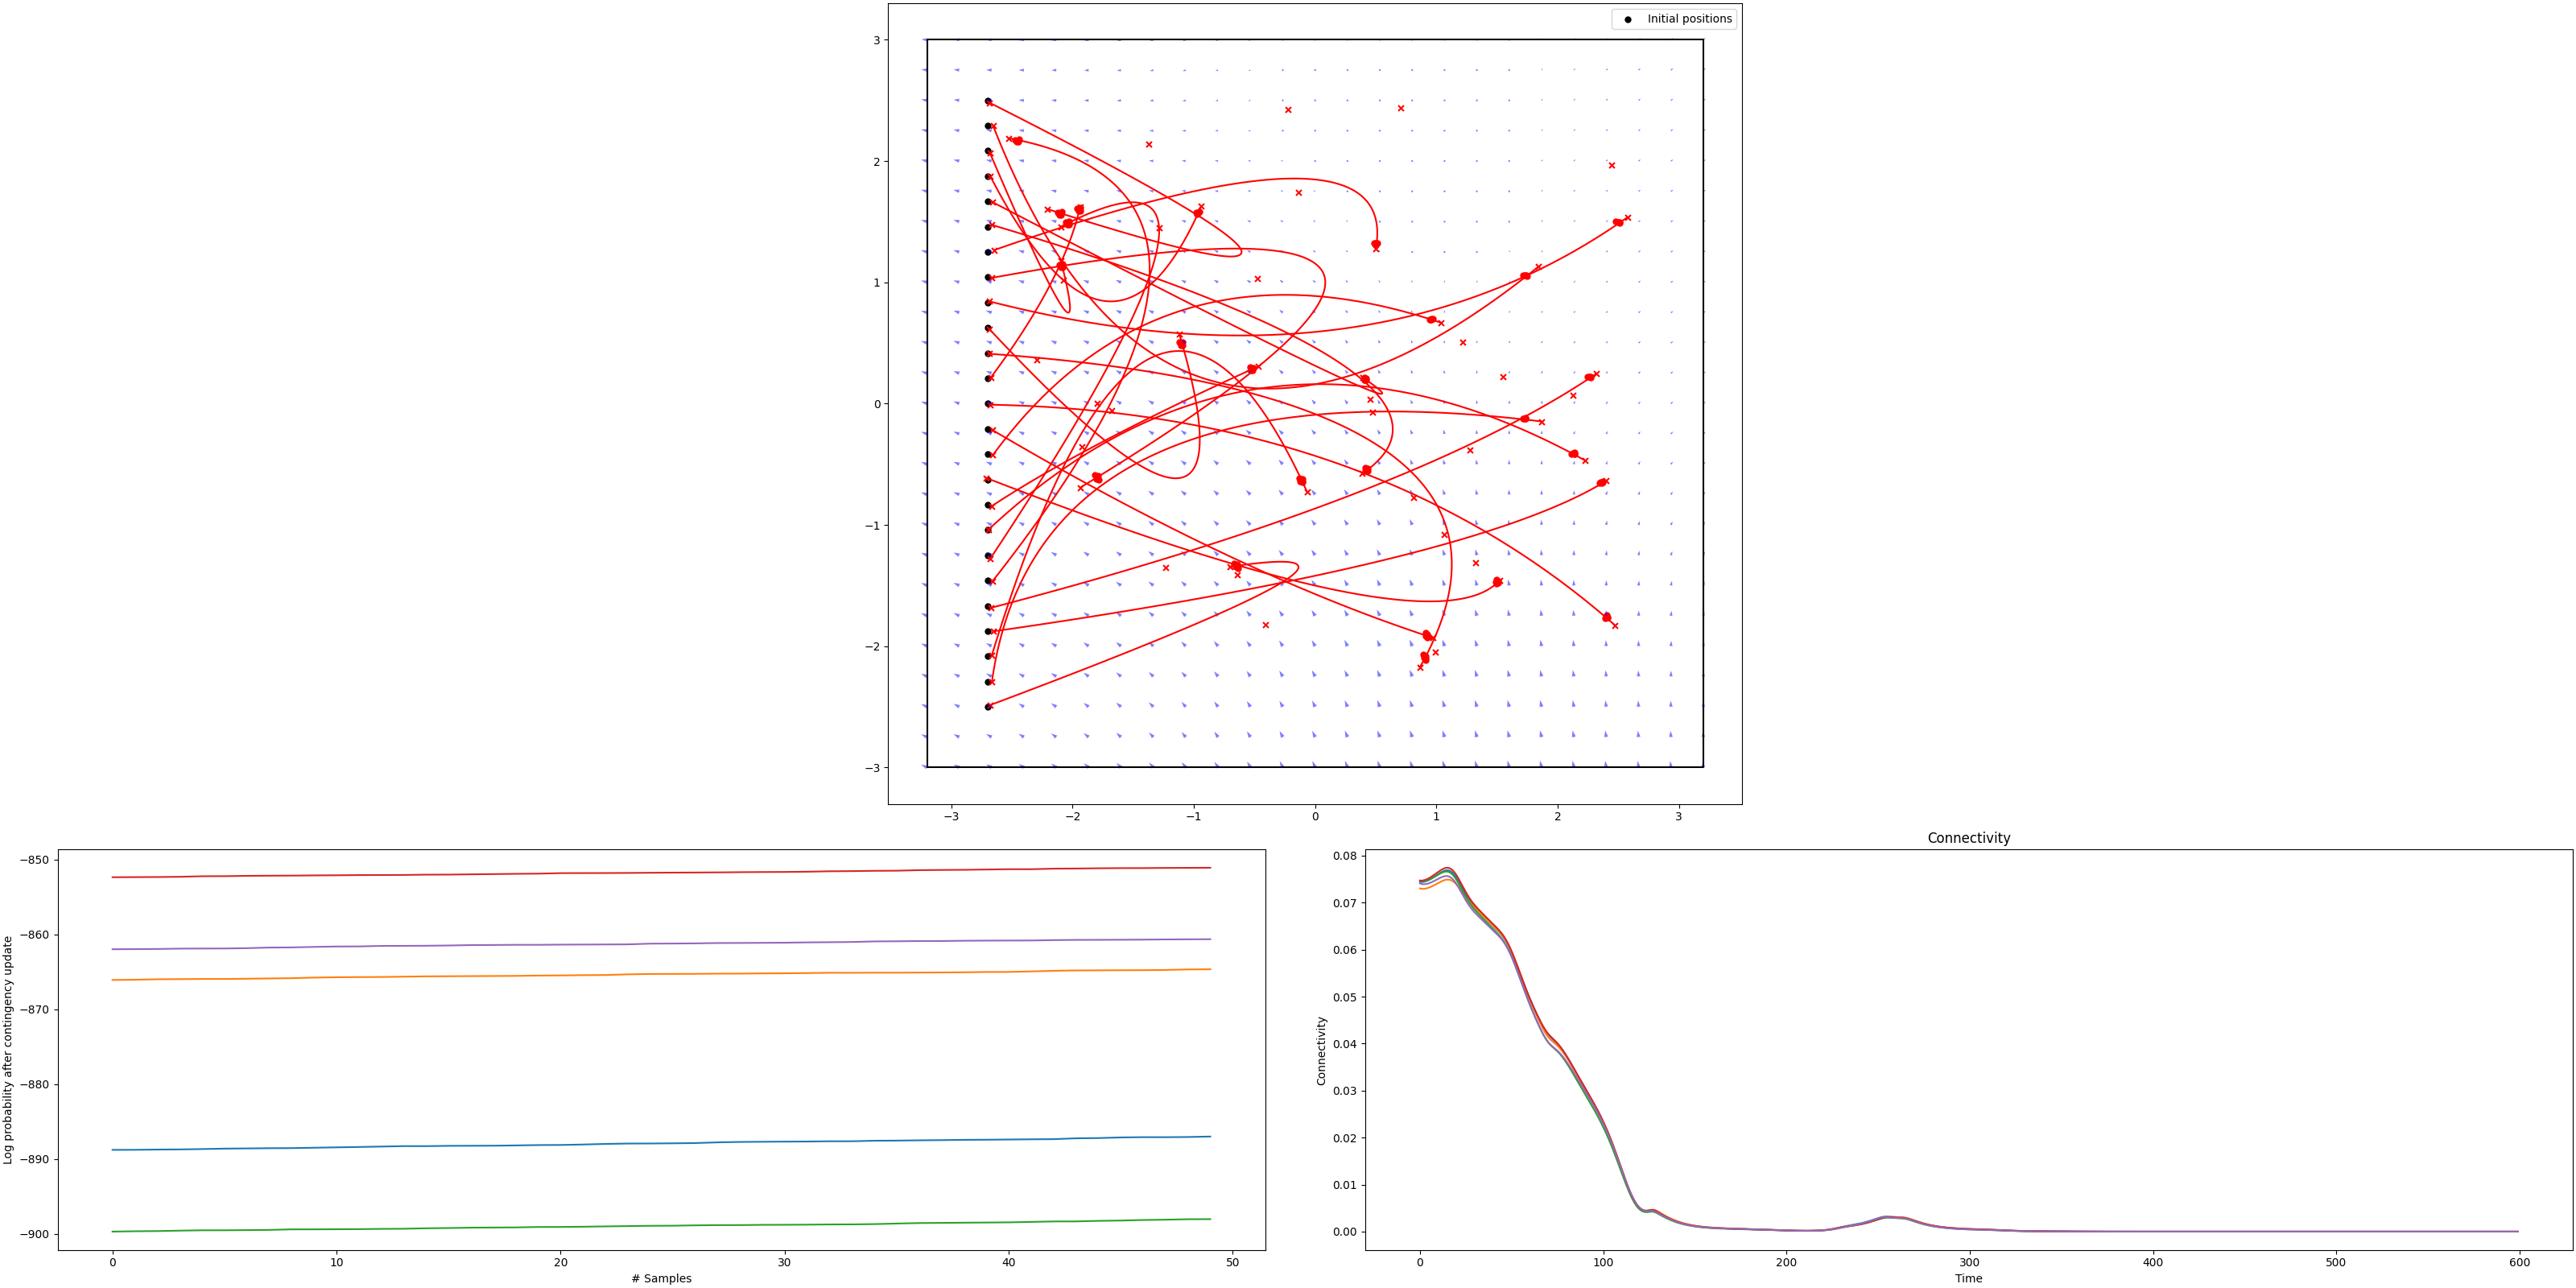 Initial positions
3
2
1
0
−1
−2
−3
−3 −2 −1 0 1 2 3
Log probability after contingency update
−850
−860
−870
−880
−890
−900
0 10 20 30 40 50
# Samples
Connectivity
Connectivity
0.08
0.07
0.06
0.05
0.04
0.03
0.02
0.01
0.00
0 100 200 300 400 500 600
Time